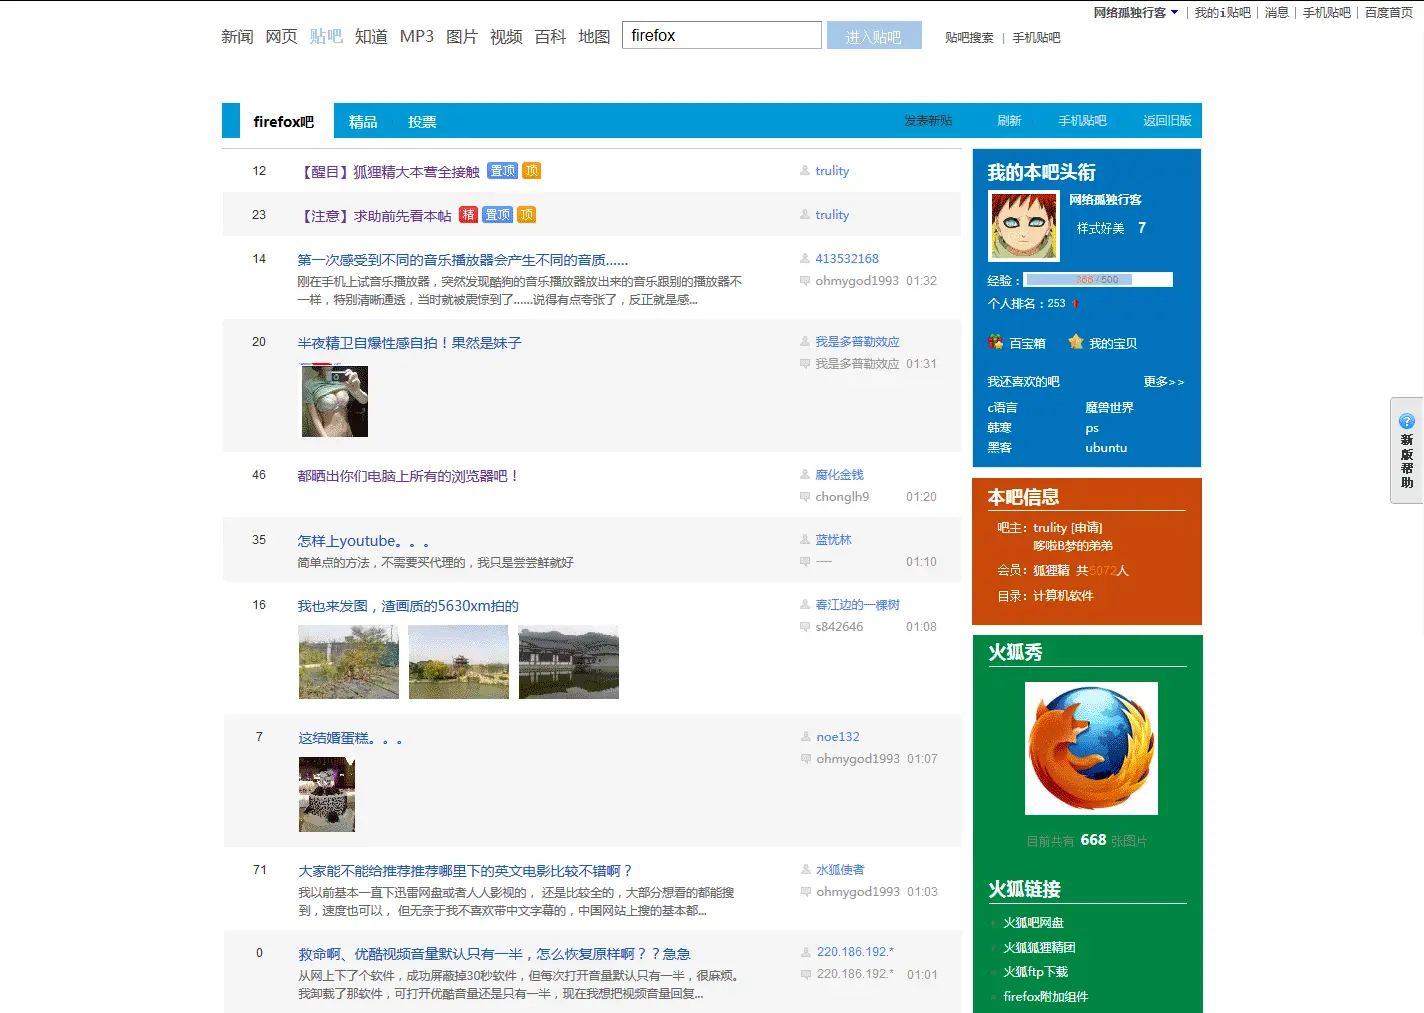 网络孤独行客 | 我的i贴吧 | 消息 | 手机贴吧 | 百度首页
新闻 网页 贴吧 知道 MP3 图片 视频 百科 地图 firefox 进入贴吧 贴吧搜索 | 手机贴吧
firefox吧 精品 投票 发表新贴 刷新 手机贴吧 返回旧版
12 【醒目】狐狸精大本营全接触 置顶 顶 trulity
23 【注意】求助前先看本帖 精 置顶 顶 trulity
14 第一次感受到不同的音乐播放器会产生不同的音质...... 413532168
刚在手机上试音乐播放器，突然发现酷狗的音乐播放器放出来的音乐跟别的播放器不 ohmygod1993 01:32
一样，特别清晰通透，当时就被震惊到了......说得有点夸张了，反正就是感...
20 半夜精卫自爆性感自拍！果然是妹子 我是多普勒效应
我是多普勒效应 01:31
46 都晒出你们电脑上所有的浏览器吧！ 腐化金钱
chonglh9 01:20
35 怎样上youtube。。。 蓝忧林
简单点的方法，不需要买代理的，我只是尝尝鲜就好 ---- 01:10
16 我也来发图，渣画质的5630xm拍的 春江边的一棵树
s842646 01:08
7 这结婚蛋糕。。。 noe132
ohmygod1993 01:07
71 大家能不能给推荐推荐哪里下的英文电影比较不错啊？ 水狐使者
我以前基本一直下迅雷网盘或者人人影视的， 还是比较全的，大部分想看的都能搜 ohmygod1993 01:03
到，速度也可以， 但无奈于我不喜欢带中文字幕的，中国网站上搜的基本都...
0 救命啊、优酷视频音量默认只有一半，怎么恢复原样啊？？急急 220.186.192.*
从网上下了个软件，成功屏蔽掉30秒软件，但每次打开音量默认只有一半，很麻烦。 220.186.192.* 01:01
我卸载了那软件，可打开优酷音量还是只有一半，现在我想把视频音量回复...
我的本吧头衔
网络孤独行客
样式好美 7
经验：366/500
个人排名：253
百宝箱 我的宝贝
我还喜欢的吧 更多>>
c语言 魔兽世界
韩寒 ps
黑客 ubuntu
本吧信息
吧主：trulity [申请]
哆啦B梦的弟弟
会员：狐狸精 共5072人
目录：计算机软件
火狐秀
目前共有 668 张图片
火狐链接
火狐吧网盘
火狐狐狸精团
火狐ftp下载
firefox附加组件
新版帮助